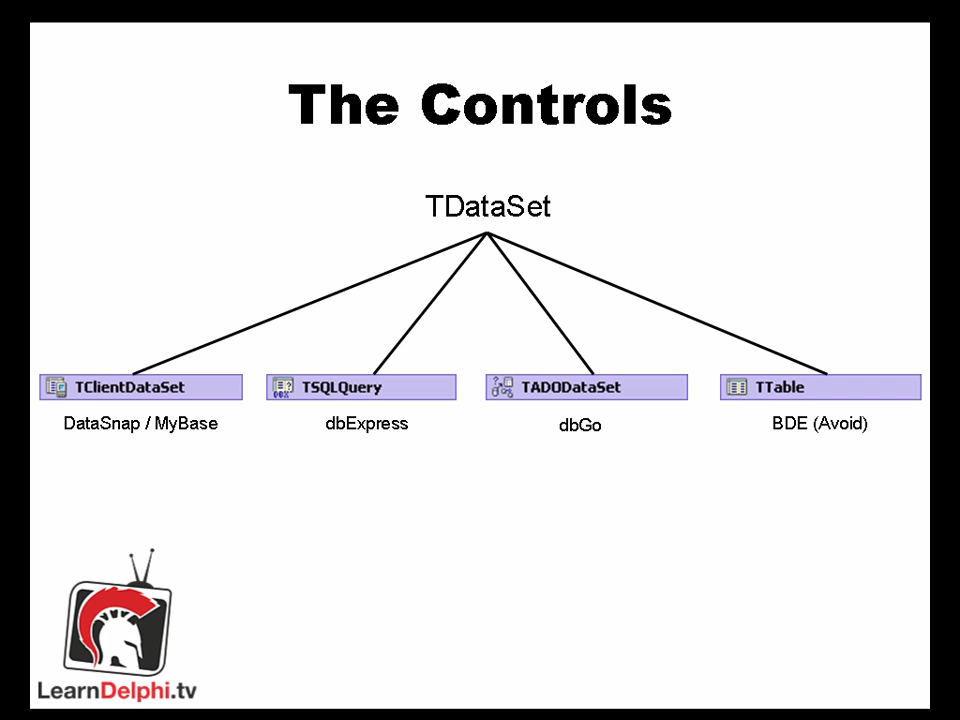 The Controls
TDataSet
TClientDataSet
TSQLQuery
TADODataSet
TTable
DataSnap / MyBase
dbExpress
dbGo
BDE (Avoid)
LearnDelphi.tv